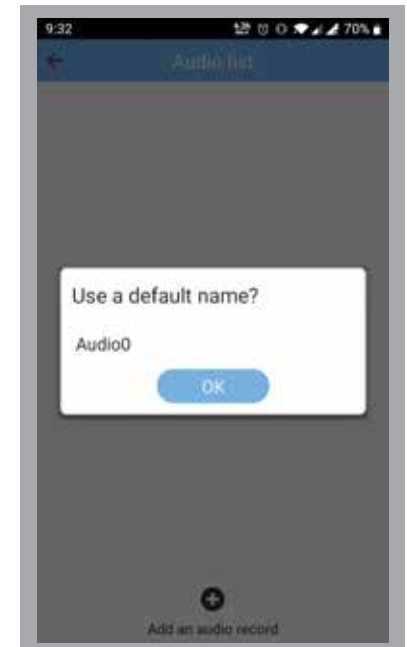 9:32
70%
Audio list
Use a default name?
Audio0
OK
Add an audio record